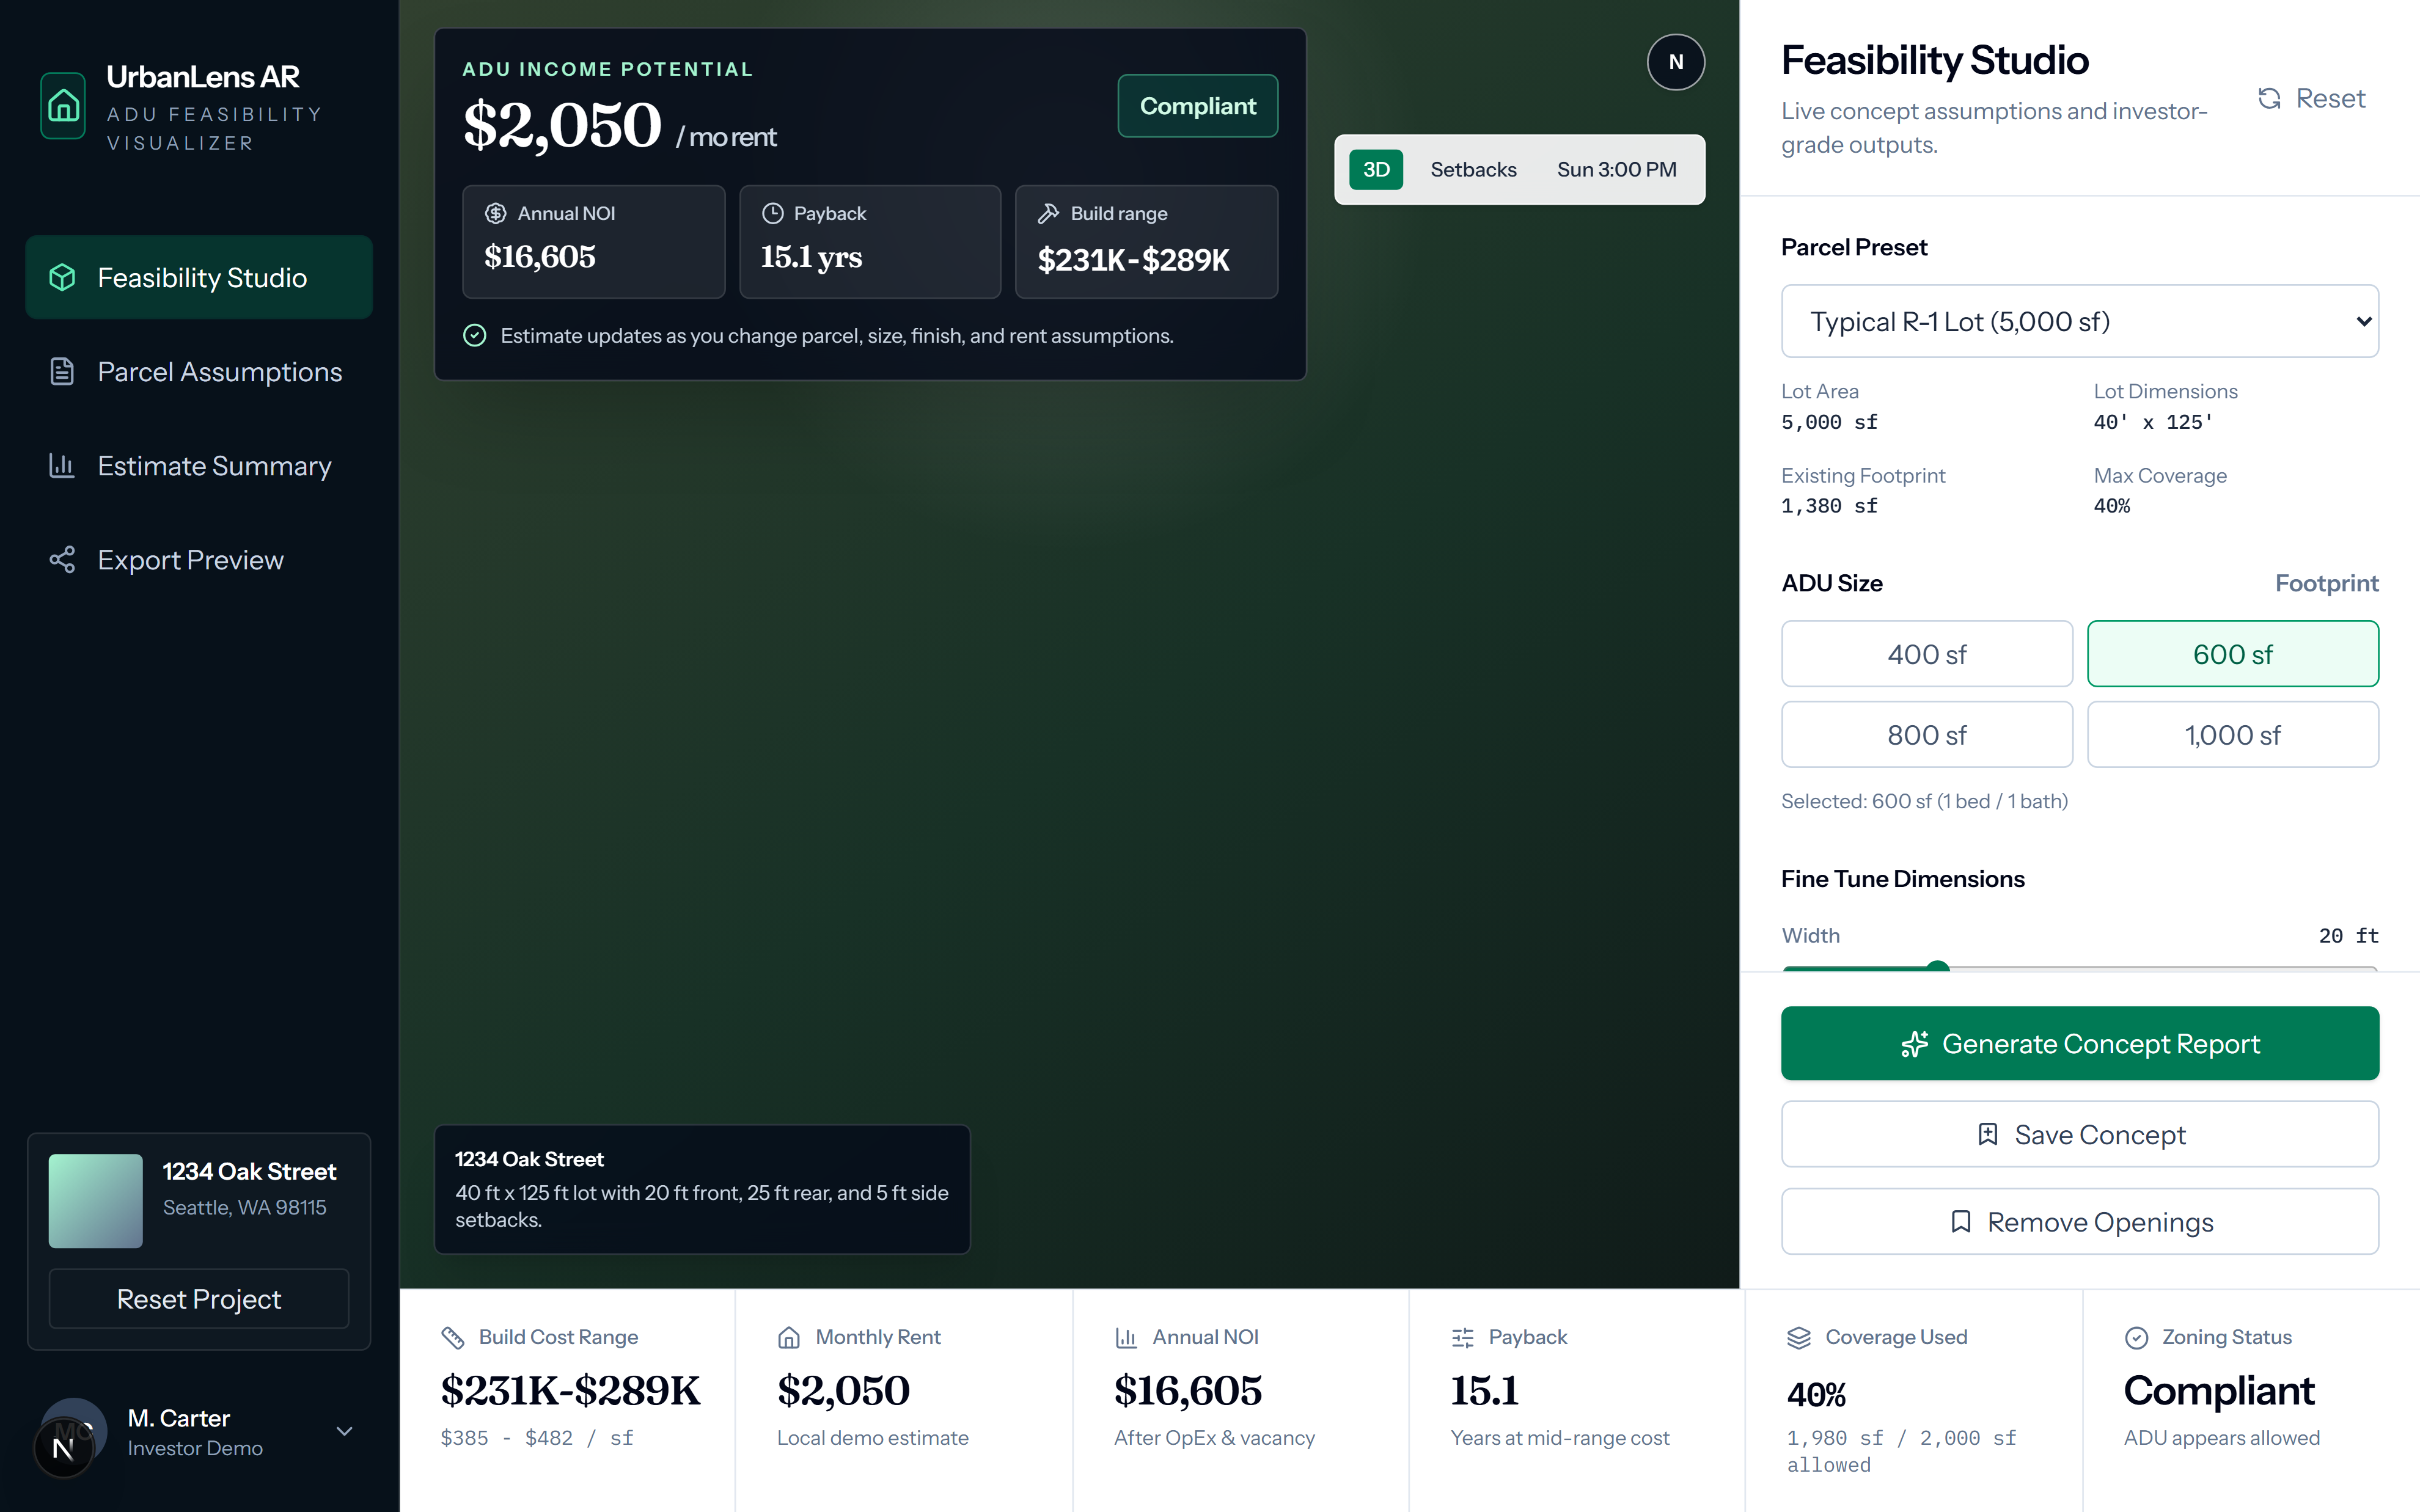 UrbanLens AR
ADU FEASIBILITY
VISUALIZER
Feasibility Studio
Parcel Assumptions
Estimate Summary
Export Preview
1234 Oak Street
Seattle, WA 98115
Reset Project
N
M. Carter
Investor Demo
ADU INCOME POTENTIAL
$2,050 / mo rent
Compliant
Annual NOI
$16,605
Payback
15.1 yrs
Build range
$231K-$289K
Estimate updates as you change parcel, size, finish, and rent assumptions.
N
3D Setbacks Sun 3:00 PM
1234 Oak Street
40 ft x 125 ft lot with 20 ft front, 25 ft rear, and 5 ft side
setbacks.
Feasibility Studio
Live concept assumptions and investor-
grade outputs.
Reset
Parcel Preset
Typical R-1 Lot (5,000 sf)
Lot Area
5,000 sf
Lot Dimensions
40' x 125'
Existing Footprint
1,380 sf
Max Coverage
40%
ADU Size
Footprint
400 sf
600 sf
800 sf
1,000 sf
Selected: 600 sf (1 bed / 1 bath)
Fine Tune Dimensions
Width
20 ft
Generate Concept Report
Save Concept
Remove Openings
Build Cost Range
$231K-$289K
$385 - $482 / sf
Monthly Rent
$2,050
Local demo estimate
Annual NOI
$16,605
After OpEx & vacancy
Payback
15.1
Years at mid-range cost
Coverage Used
40%
1,980 sf / 2,000 sf
allowed
Zoning Status
Compliant
ADU appears allowed